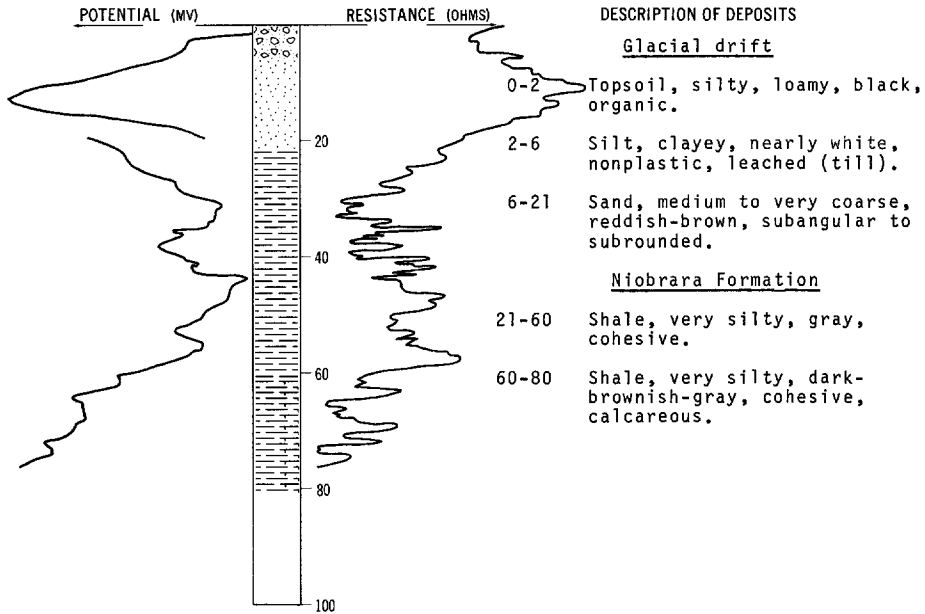 POTENTIAL (MV) RESISTANCE (OHMS) DESCRIPTION OF DEPOSITS
Glacial drift
0-2 Topsoil, silty, loamy, black,
organic.
2-6 Silt, clayey, nearly white,
nonplastic, leached (till).
6-21 Sand, medium to very coarse,
reddish-brown, subangular to
subrounded.
Niobrara Formation
21-60 Shale, very silty, gray,
cohesive.
60-80 Shale, very silty, dark-
brownish-gray, cohesive,
calcareous.
20
40
60
80
100